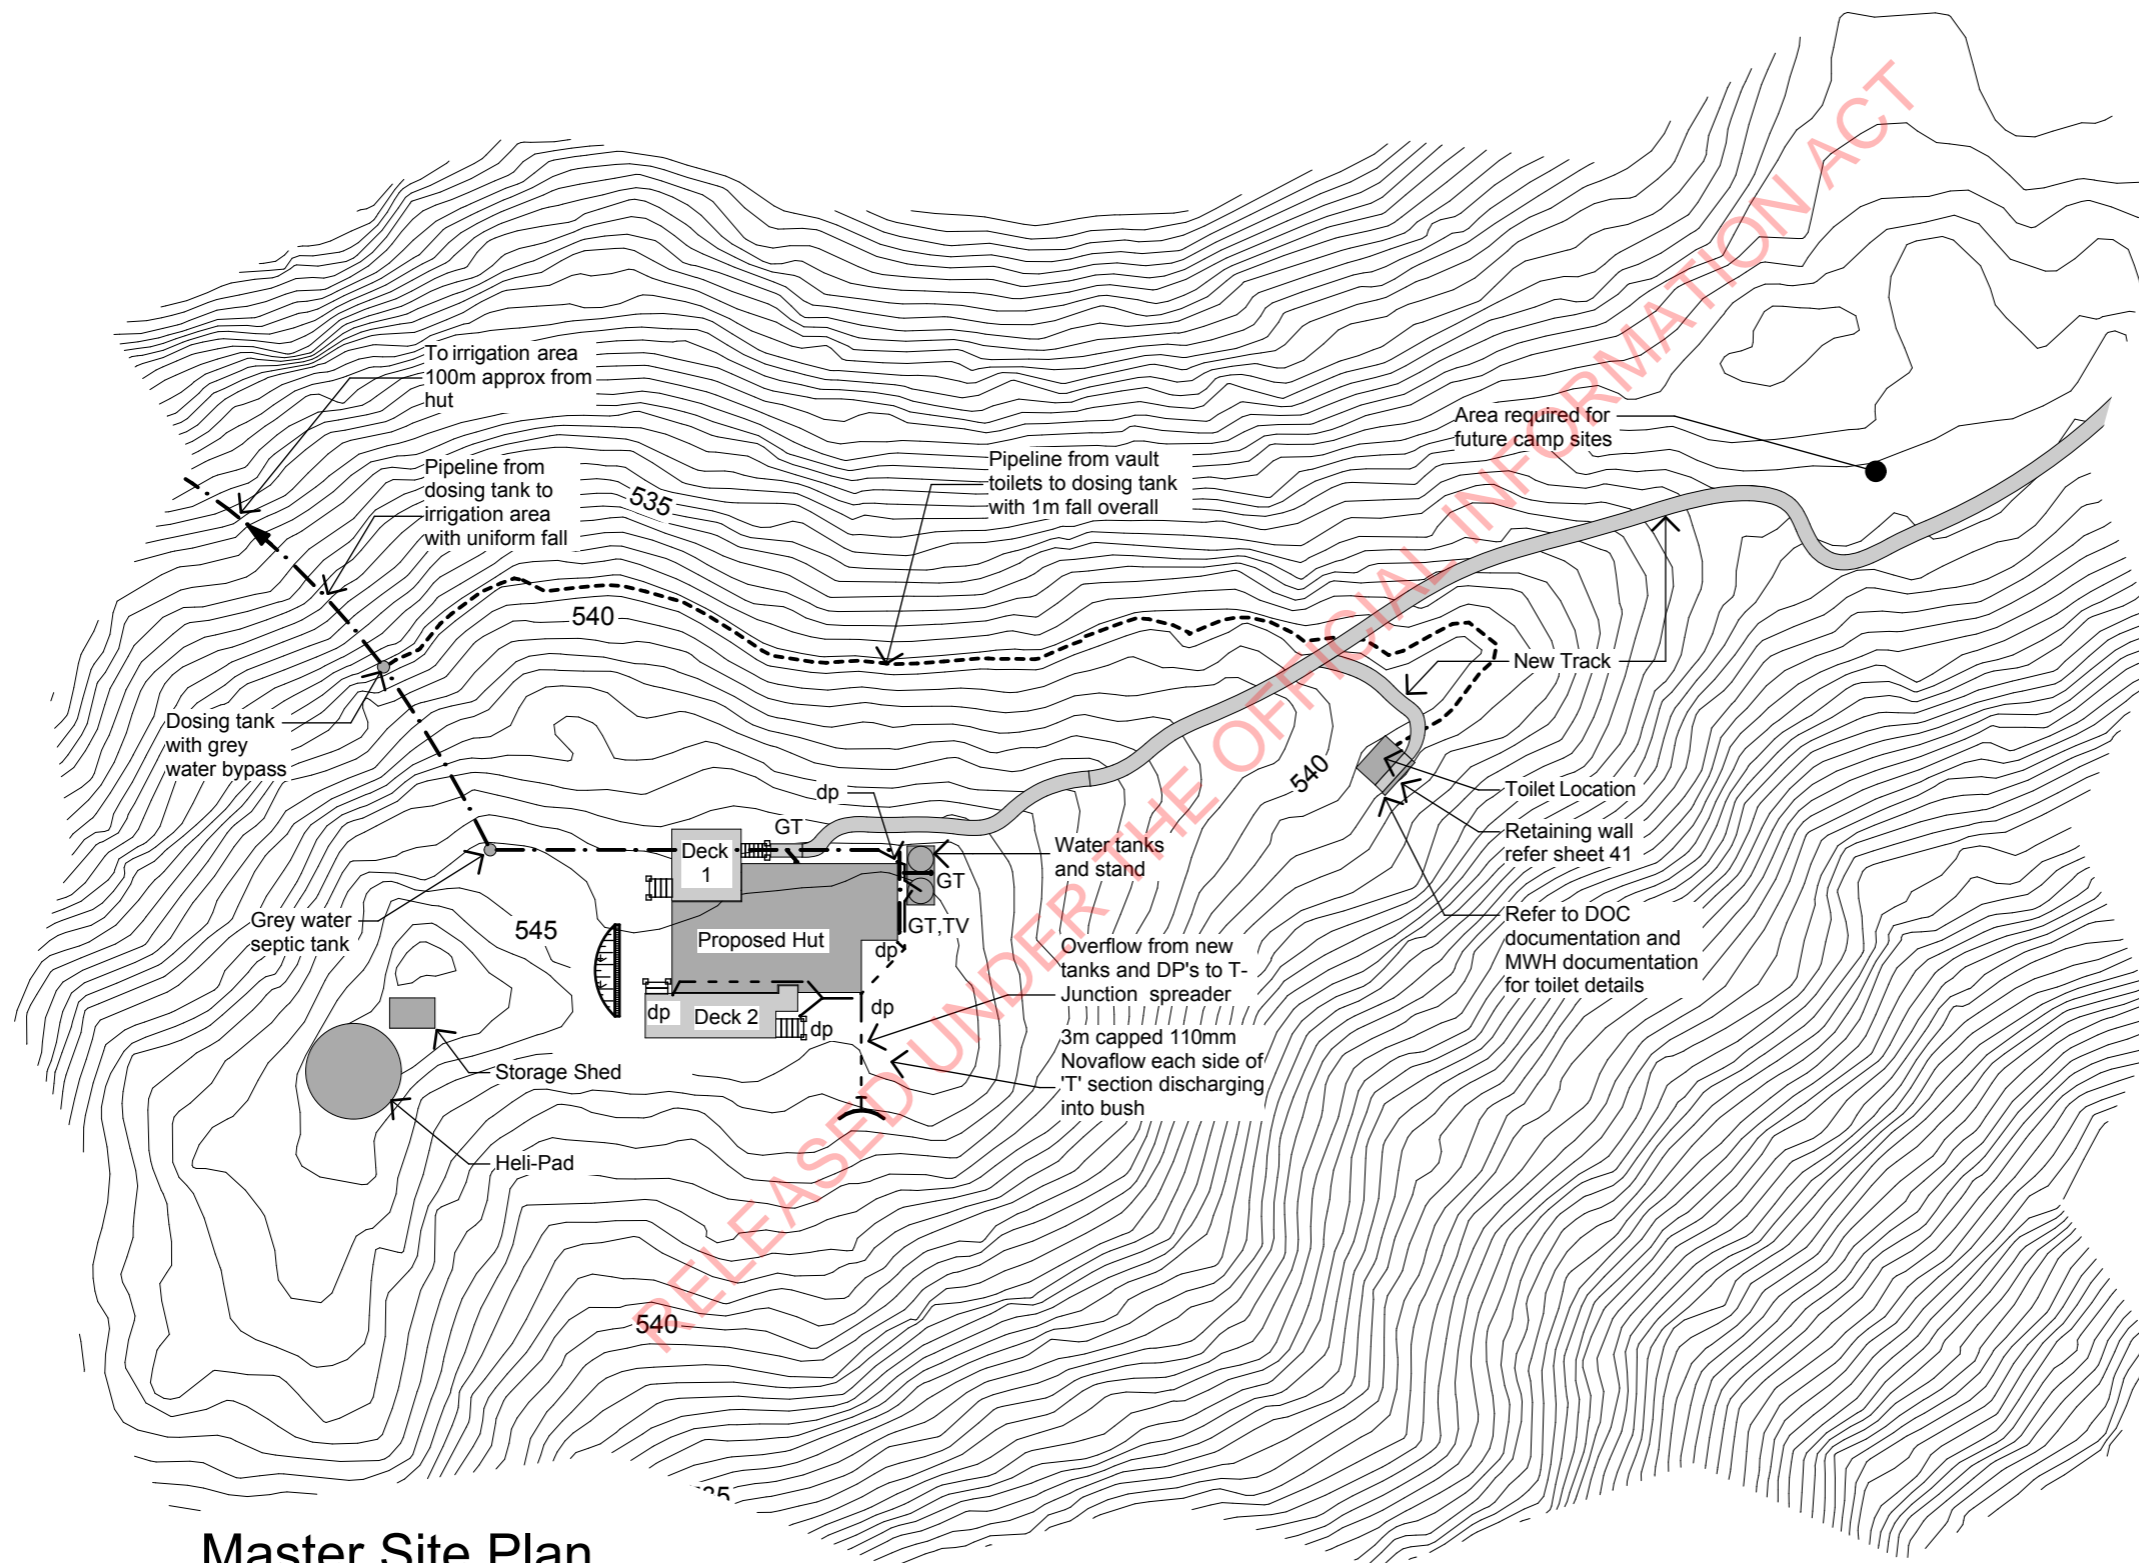 To irrigation area
100m approx from
hut
Pipeline from
dosing tank to
irrigation area
with uniform fall
535
Pipeline from vault
toilets to dosing tank
with 1m fall overall
Area required for
future camp sites
540
New Track
Dosing tank
with grey
water bypass
540
Toilet Location
Retaining wall
refer sheet 41
Refer to DOC
documentation and
MWH documentation
for toilet details
dp
GT
Deck
1
Water tanks
and stand
GT
GT,TV
Grey water
septic tank
545
Proposed Hut
dp
Overflow from new
tanks and DP's to T-
Junction spreader
dp
Deck 2
dp
dp
3m capped 110mm
Novaflow each side of
'T' section discharging
into bush
Storage Shed
T
Heli-Pad
540
Master Site Plan
RELEASED UNDER THE OFFICIAL INFORMATION ACT